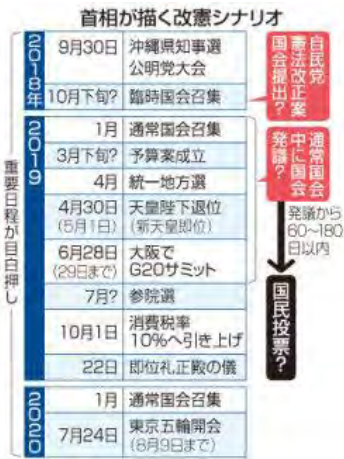 首相が描く改憲シナリオ
重要日程が目白押し
2018年
9月30日 沖縄県知事選
公明党大会
10月下旬? 臨時国会召集
2019
1月 通常国会召集
3月下旬? 予算案成立
4月 統一地方選
4月30日 天皇陛下退位
(5月1日) (新天皇即位)
6月28日 大阪で
(29日まで) G20サミット
7月? 参院選
10月1日 消費税率
10%へ引き上げ
22日 即位礼正殿の儀
2020
1月 通常国会召集
7月24日 東京五輪開会
(8月9日まで)
自民党
憲法改正案
国会提出?
通常国会
中に国会
発議?
発議から
60〜180
日以内
国民投票?